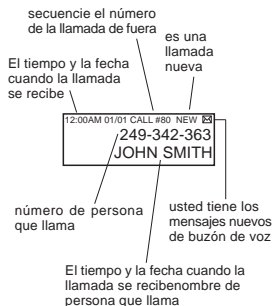 secuencie el número
de la llamada de fuera
es una
llamada
nueva
El tiempo y la fecha
cuando la llamada
se recibe
12:00AM 01/01 CALL #80 NEW
249-342-363
JOHN SMITH
número de persona
que llama
usted tiene los
mensajes nuevos
de buzón de voz
El tiempo y la fecha cuando la
llamada se recibenombre de
persona que llama